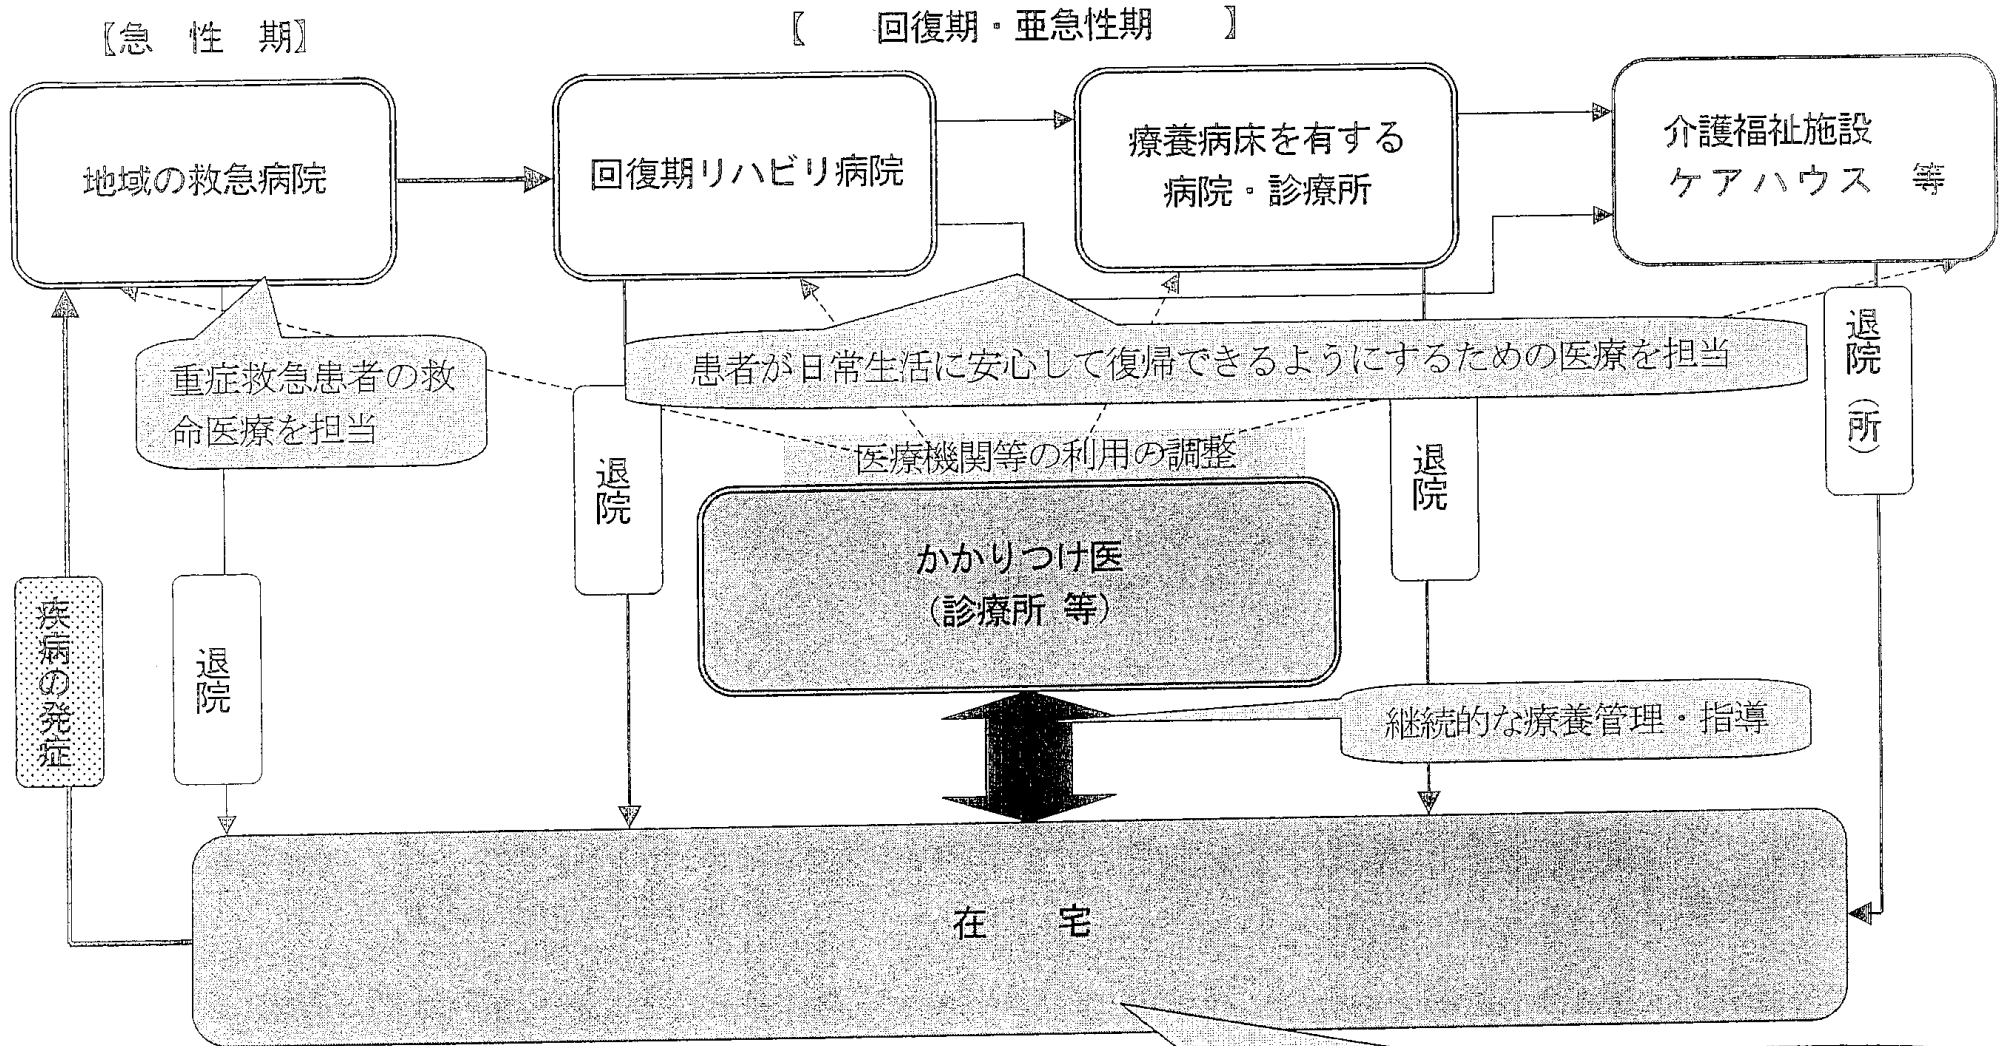 【急 性 期】
【 回復期・亜急性期 】
地域の救急病院
回復期リハビリ病院
療養病床を有する
病院・診療所
介護福祉施設
ケアハウス 等
重症救急患者の救
命医療を担当
患者が日常生活に安心して復帰できるようにするための医療を担当
退院(所)
医療機関等の利用の調整
退院
退院
かかりつけ医
(診療所 等)
疾病の発症
退院
継続的な療養管理・指導
在 宅